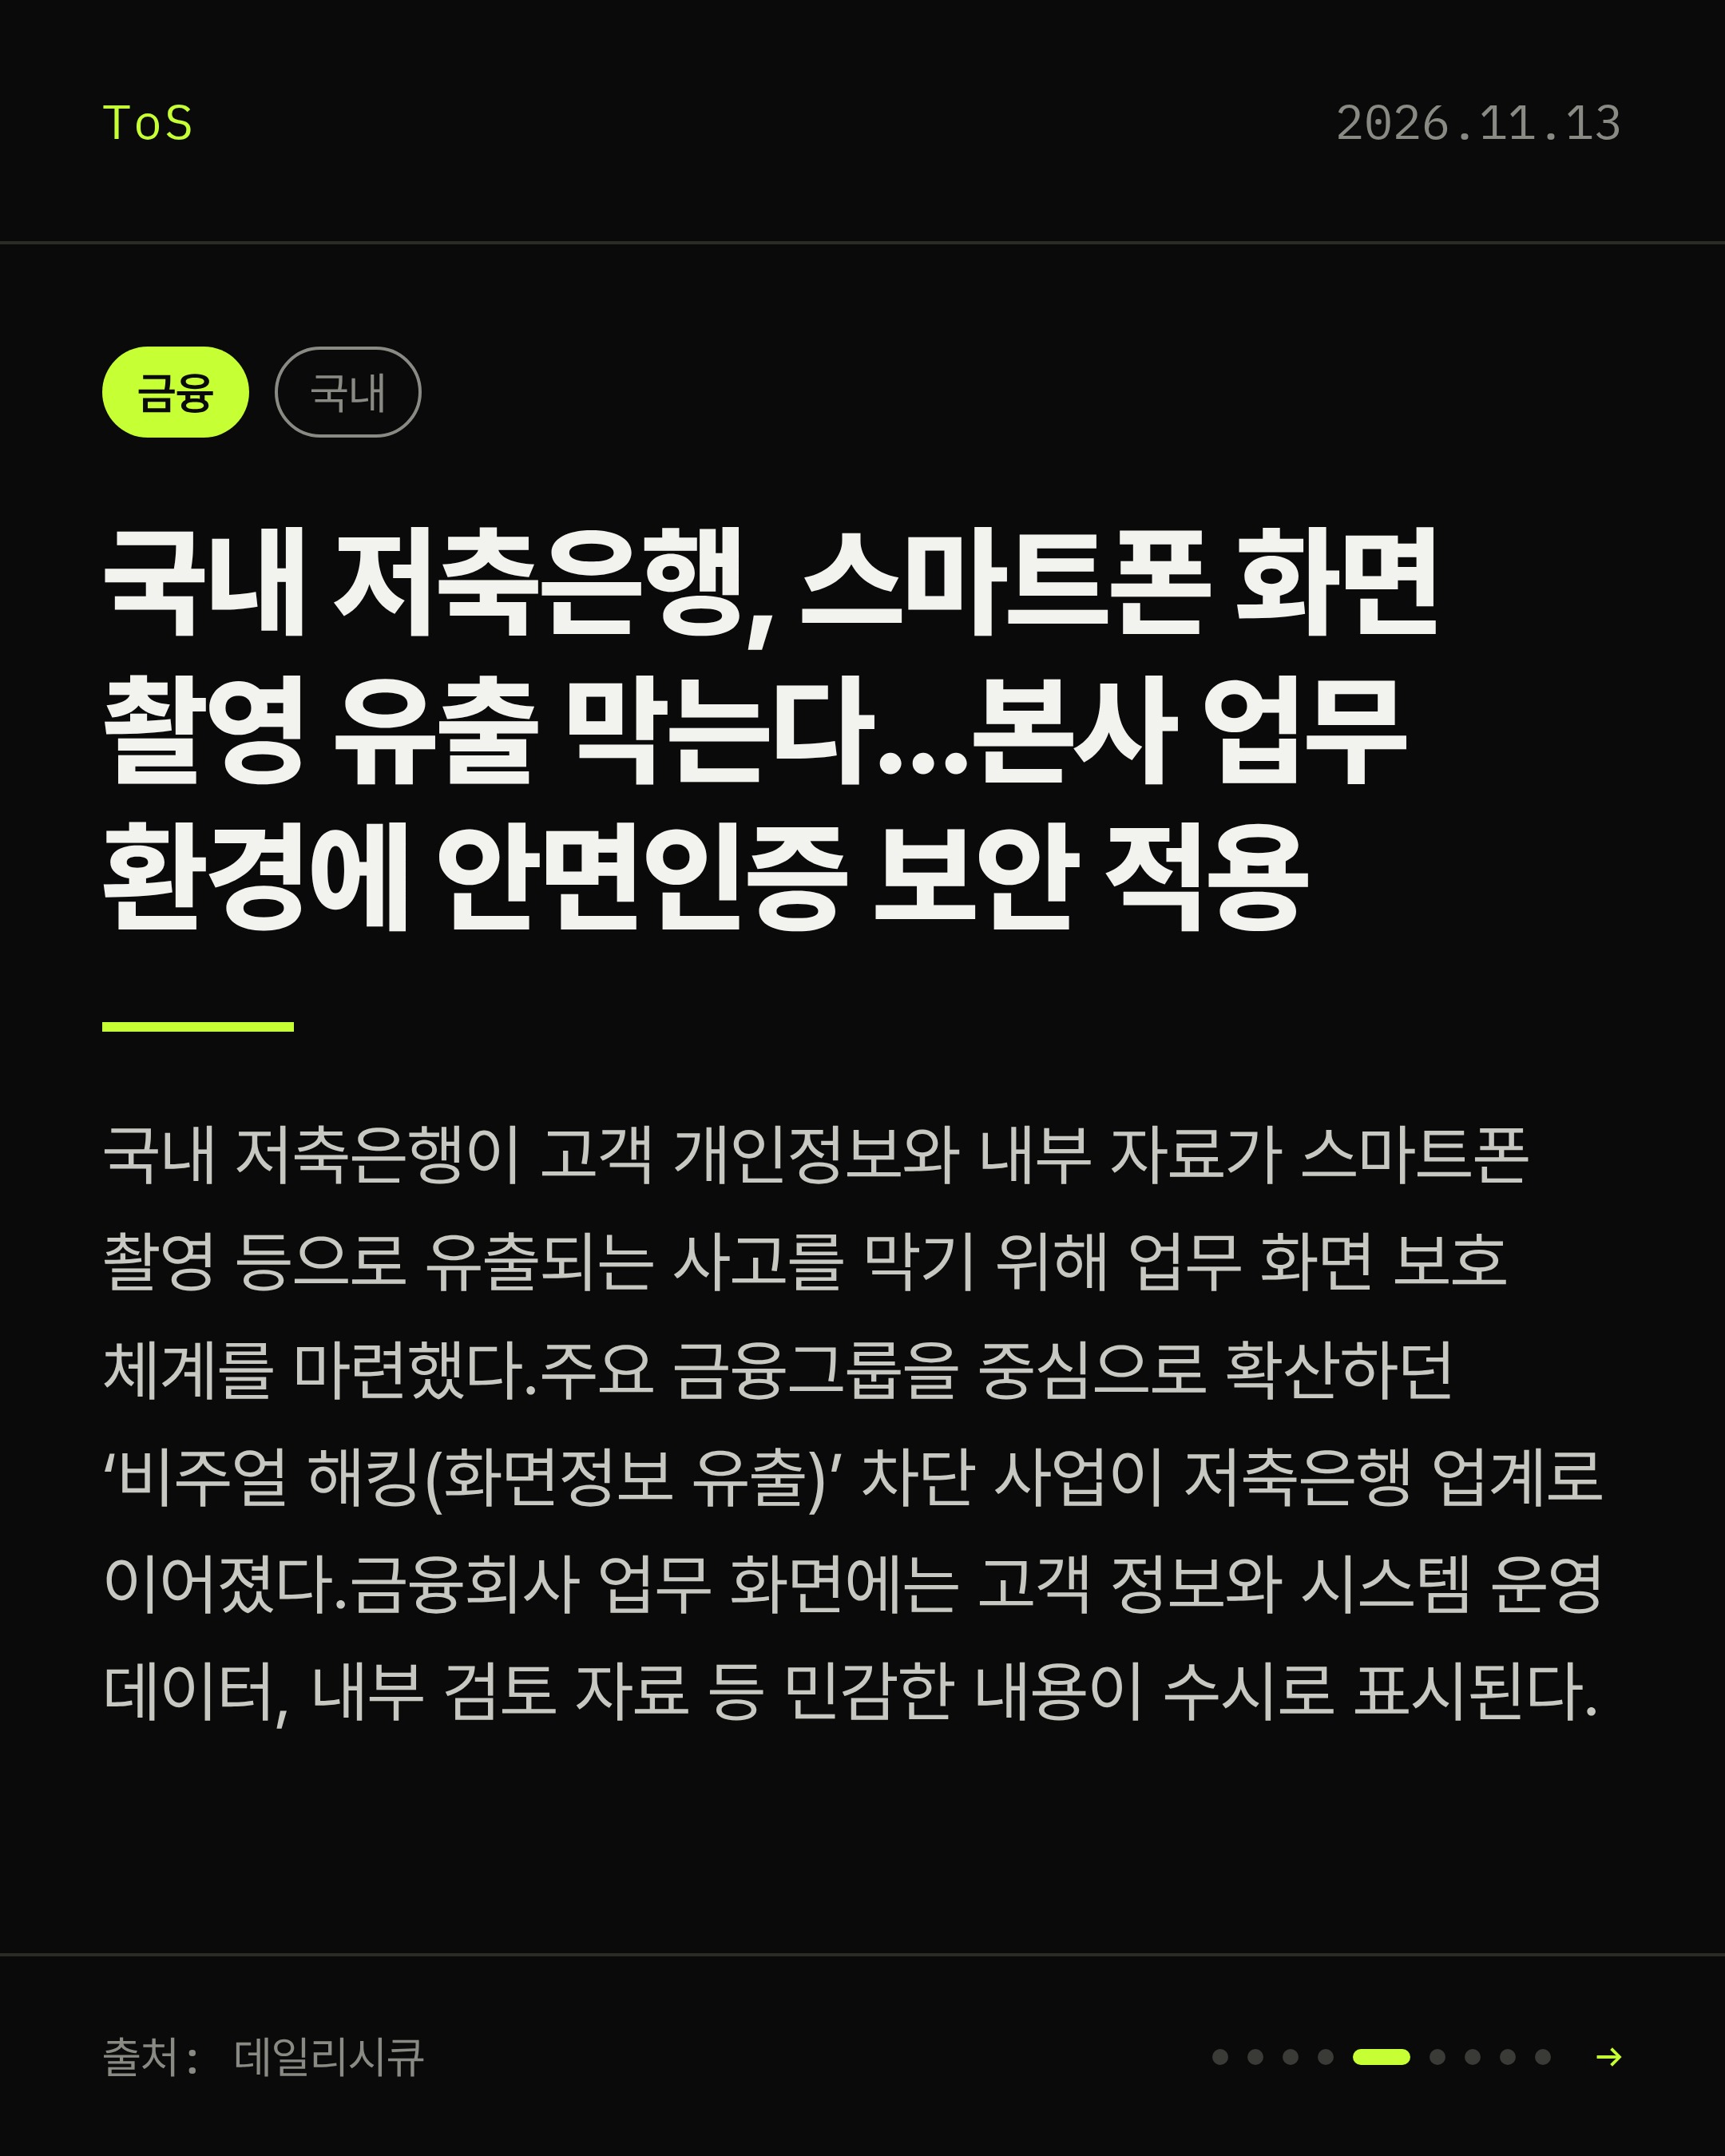 ToS
2026.11.13
금융
국내
국내 저축은행, 스마트폰 화면
촬영 유출 막는다...본사 업무
환경에 안면인증 보안 적용
국내 저축은행이 고객 개인정보와 내부 자료가 스마트폰
촬영 등으로 유출되는 사고를 막기 위해 업무 화면 보호
체계를 마련했다.주요 금융그룹을 중심으로 확산하던
‘비주얼 해킹(화면정보 유출)’ 차단 사업이 저축은행 업계로
이어졌다.금융회사 업무 화면에는 고객 정보와 시스템 운영
데이터, 내부 검토 자료 등 민감한 내용이 수시로 표시된다.
출처: 데일리시큐
→